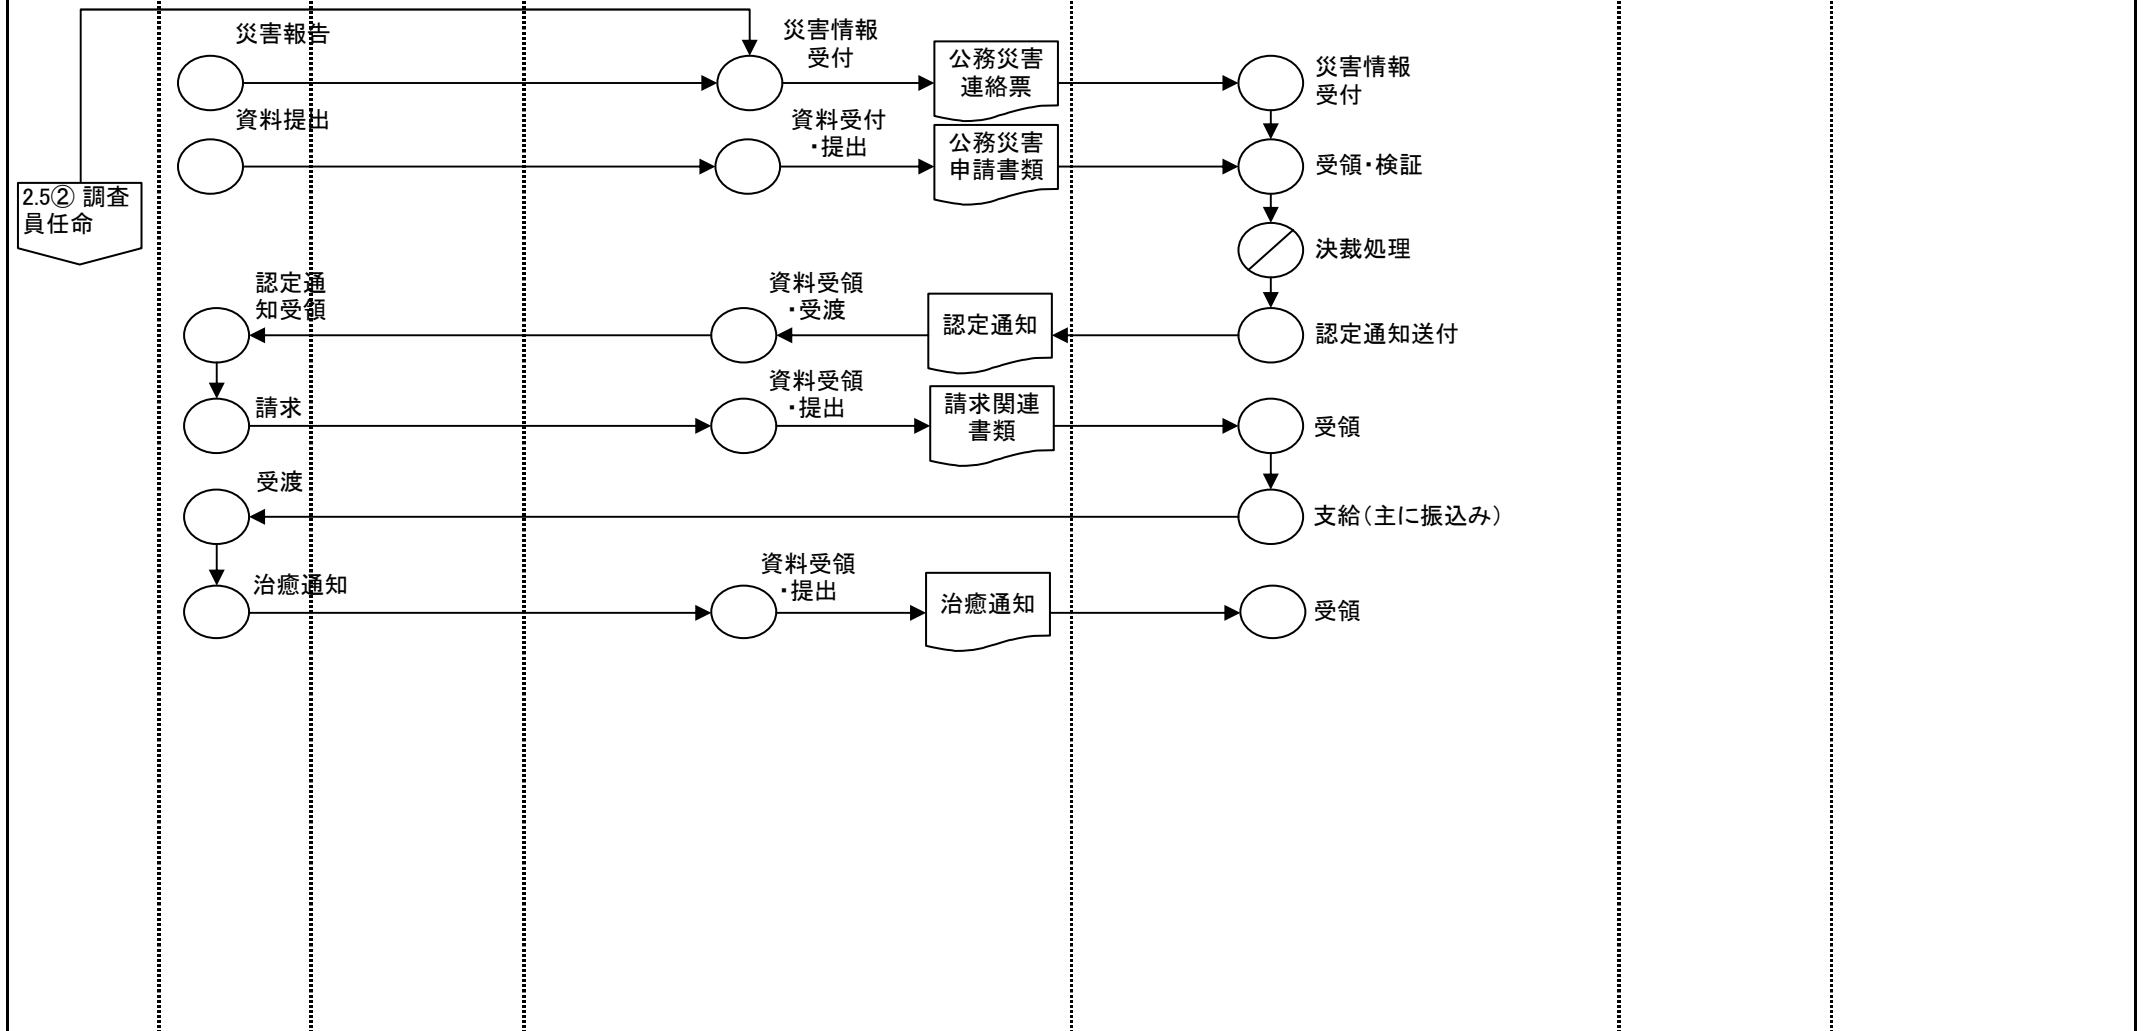 災害報告
災害情報
受付
公務災害
連絡票
災害情報
受付
資料提出
資料受付
・提出
公務災害
申請書類
受領・検証
2.5② 調査
員任命
決裁処理
認定通
知受領
資料受領
・受渡
認定通知
認定通知送付
請求
資料受領
・提出
請求関連
書類
受領
受渡
支給（主に振込み）
治癒通知
資料受領
・提出
治癒通知
受領